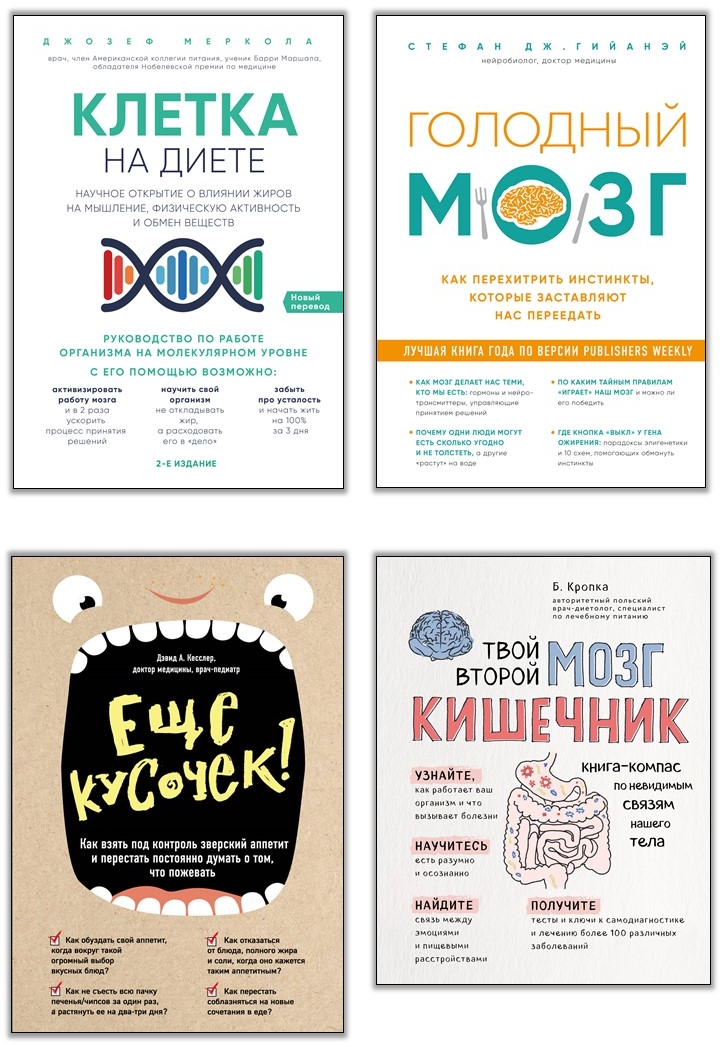 ДЖОЗЕФ МЕРКОЛА
врач, член Американской коллегии питания, ученик Барри Маршала,
обладателя Нобелевской премии по медицине
КЛЕТКА
НА ДИЕТЕ
НАУЧНОЕ ОТКРЫТИЕ О ВЛИЯНИИ ЖИРОВ
НА МЫШЛЕНИЕ, ФИЗИЧЕСКУЮ АКТИВНОСТЬ
И ОБМЕН ВЕЩЕСТВ
Новый
перевод
РУКОВОДСТВО ПО РАБОТЕ
ОРГАНИЗМА НА МОЛЕКУЛЯРНОМ УРОВНЕ
С ЕГО ПОМОЩЬЮ ВОЗМОЖНО:
активизировать
работу мозга
и в 2 раза
ускорить
процесс принятия
решений
научить свой
организм
не откладывать
жир,
а расходовать
его в «дело»
забыть
про усталость
и начать жить
на 100%
за 3 дня
2-Е ИЗДАНИЕ
СТЕФАН ДЖ. ГИЙАНЭЙ
нейробиолог, доктор медицины
ГОЛОДНЫЙ
МОЗГ
КАК ПЕРЕХИТРИТЬ ИНСТИНКТЫ,
КОТОРЫЕ ЗАСТАВЛЯЮТ
НАС ПЕРЕЕДАТЬ
ЛУЧШАЯ КНИГА ГОДА ПО ВЕРСИИ PUBLISHERS WEEKLY
КАК МОЗГ ДЕЛАЕТ НАС ТЕМИ,
КТО МЫ ЕСТЬ: гормоны и нейро-
трансмиттеры, управляющие
принятием решений
ПОЧЕМУ ОДНИ ЛЮДИ МОГУТ
ЕСТЬ СКОЛЬКО УГОДНО
И НЕ ТОЛСТЕТЬ, а другие
«растут» на воде
ПО КАКИМ ТАЙНЫМ ПРАВИЛАМ
«ИГРАЕТ» НАШ МОЗГ и можно ли
его победить
ГДЕ КНОПКА «ВЫКЛ» У ГЕНА
ОЖИРЕНИЯ: парадоксы эпигенетики
и 10 схем, помогающих обмануть
инстинкты
Дэвид А. Кесслер,
доктор медицины, врач-педиатр
Еще
кусочек!
Как взять под контроль зверский аппетит
и перестать постоянно думать о том,
что пожевать
Как обуздать свой аппетит,
когда вокруг такой
огромный выбор
вкусных блюд?
Как не съесть всю пачку
печенья/чипсов за один раз,
а растянуть ее на два-три дня?
Как отказаться
от блюда, полного жира
и соли, когда оно кажется
таким аппетитным?
Как перестать
соблазняться на новые
сочетания в еде?
Б. Кропка
авторитетный польский
врач-диетолог, специалист
по лечебному питанию
ТВОЙ
ВТОРОЙ
МОЗГ
КИШЕЧНИК
книга-компас
по невидимым
связям
нашего
тела
УЗНАЙТЕ,
как работает ваш
организм и что
вызывает болезни
НАУЧИТЕСЬ
есть разумно
и осознанно
НАЙДИТЕ
связь между
эмоциями
и пищевыми
расстройствами
ПОЛУЧИТЕ
тесты и ключи к самодиагностике
и лечению более 100 различных
заболеваний